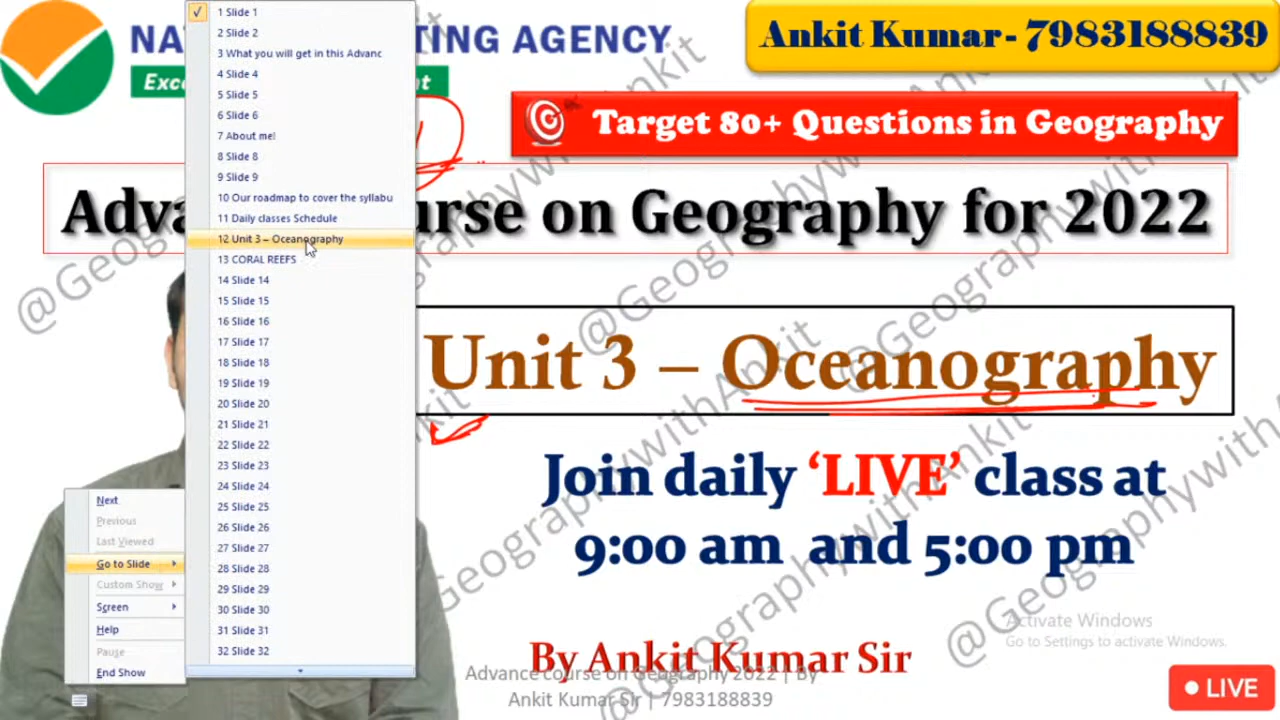 NAT
TING AGENCY
Exce
t
Ankit Kumar - 7983188839
Target 80+ Questions in Geography
Adva
urse on Geography for 2022
Unit 3 – Oceanography
Join daily ‘LIVE’ class at
9:00 am and 5:00 pm
By Ankit Kumar Sir
Advance course on Geography 2022 | By
Ankit Kumar Sir | 7983188839
Activate Windows
Go to Settings to activate Windows.
LIVE
1 Slide 1
2 Slide 2
3 What you will get in this Advanc
4 Slide 4
5 Slide 5
6 Slide 6
7 About me!
8 Slide 8
9 Slide 9
10 Our roadmap to cover the syllabu
11 Daily classes Schedule
12 Unit 3 – Oceanography
13 CORAL REEFS
14 Slide 14
15 Slide 15
16 Slide 16
17 Slide 17
18 Slide 18
19 Slide 19
20 Slide 20
21 Slide 21
22 Slide 22
23 Slide 23
24 Slide 24
25 Slide 25
26 Slide 26
27 Slide 27
28 Slide 28
29 Slide 29
30 Slide 30
31 Slide 31
32 Slide 32
Next
Previous
Last Viewed
Go to Slide
Custom Show
Screen
Help
Pause
End Show
@GeographywithAnkit
@GeographywithAnkit
@GeographywithAnkit